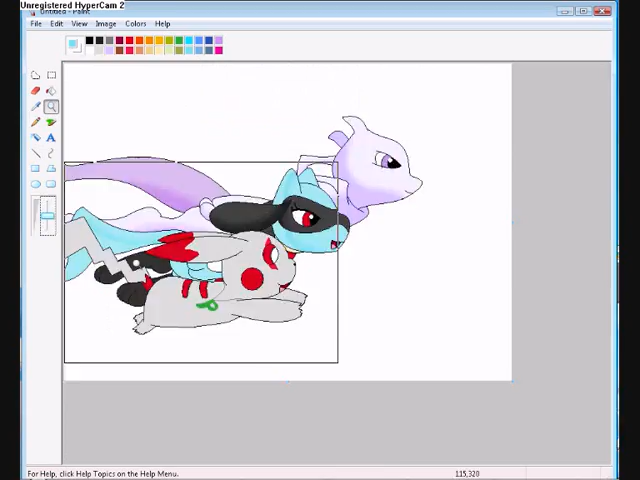 Unregistered HyperCam 2
Untitled - Paint
File Edit View Image Colors Help
For Help, click Help Topics on the Help Menu.
115,320